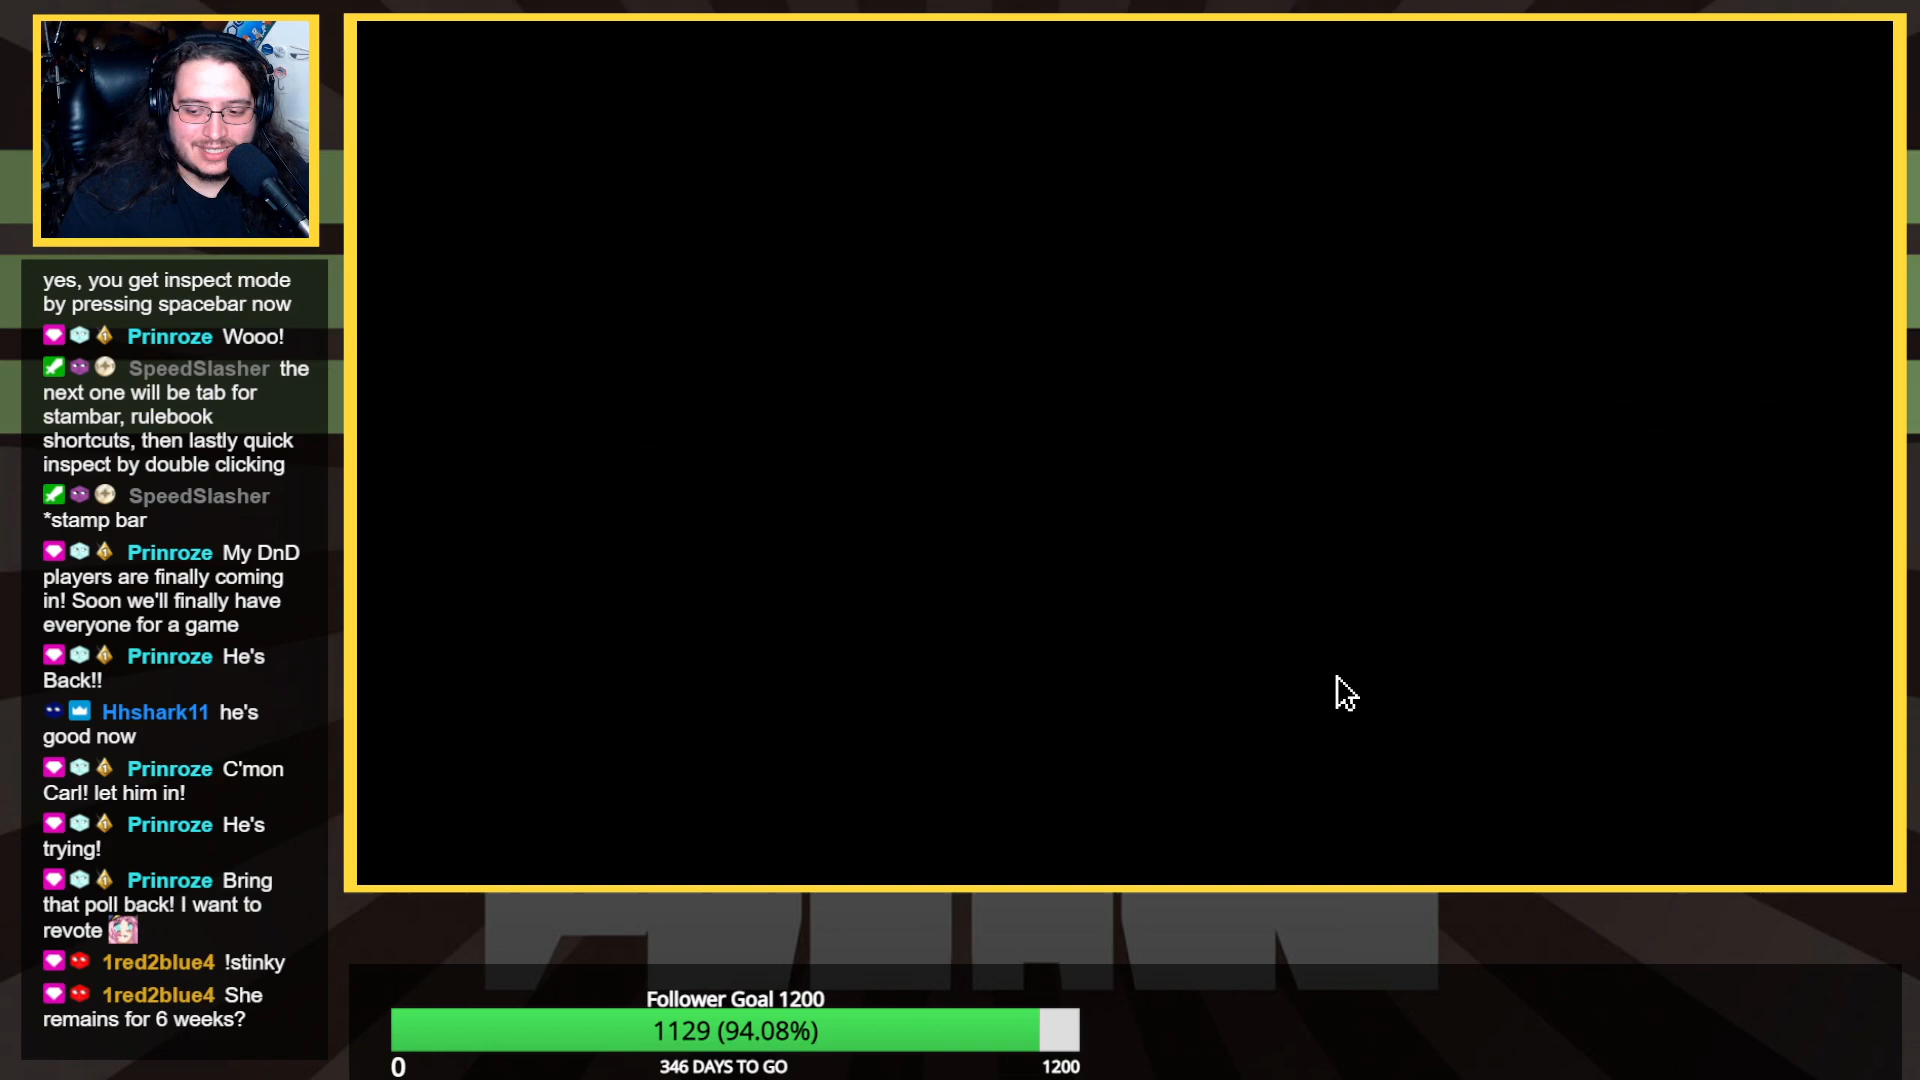 yes, you get inspect mode
by pressing spacebar now
Prinroze Wooo!
SpeedSlasher the
next one will be tab for
stambar, rulebook
shortcuts, then lastly quick
inspect by double clicking
SpeedSlasher
*stamp bar
Prinroze My DnD
players are finally coming
in! Soon we'll finally have
everyone for a game
Prinroze He's
Back!!
Hhshark11 he's
good now
Prinroze C'mon
Carl! let him in!
Prinroze He's
trying!
Prinroze Bring
that poll back! I want to
revote
1red2blue4 !stinky
1red2blue4 She
remains for 6 weeks?
Follower Goal 1200
1129 (94.08%)
0 346 DAYS TO GO 1200